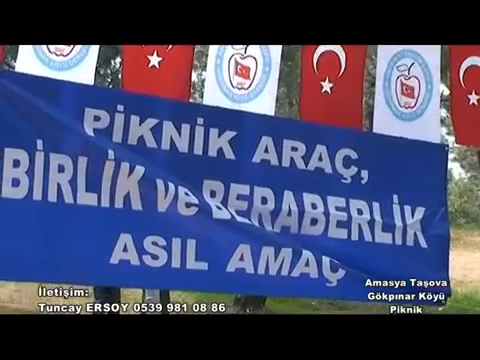 PİKNİK ARAÇ,
BİRLİK ve BERABERLİK
ASIL AMAÇ
İletişim:
Tuncay ERSOY 0539 981 08 86
Amasya Taşova
Gökpınar Köyü
Piknik